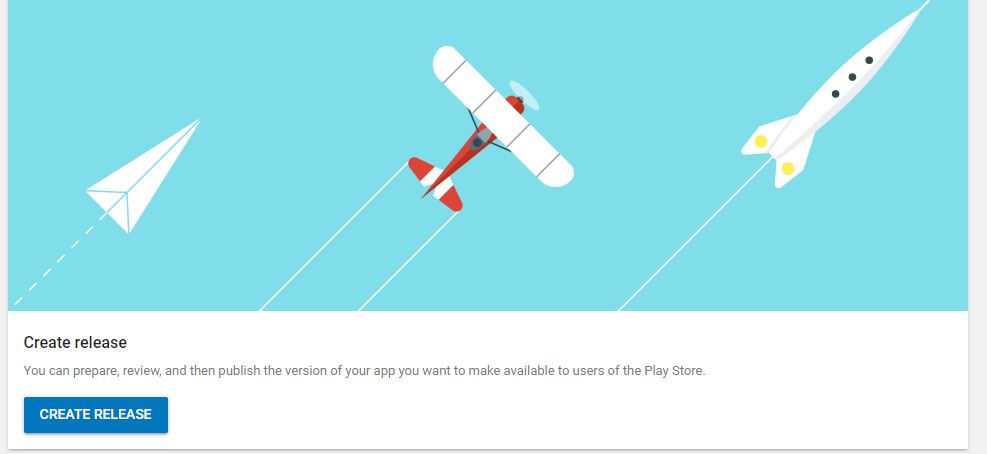 Create release
You can prepare, review, and then publish the version of your app you want to make available to users of the Play Store.
CREATE RELEASE